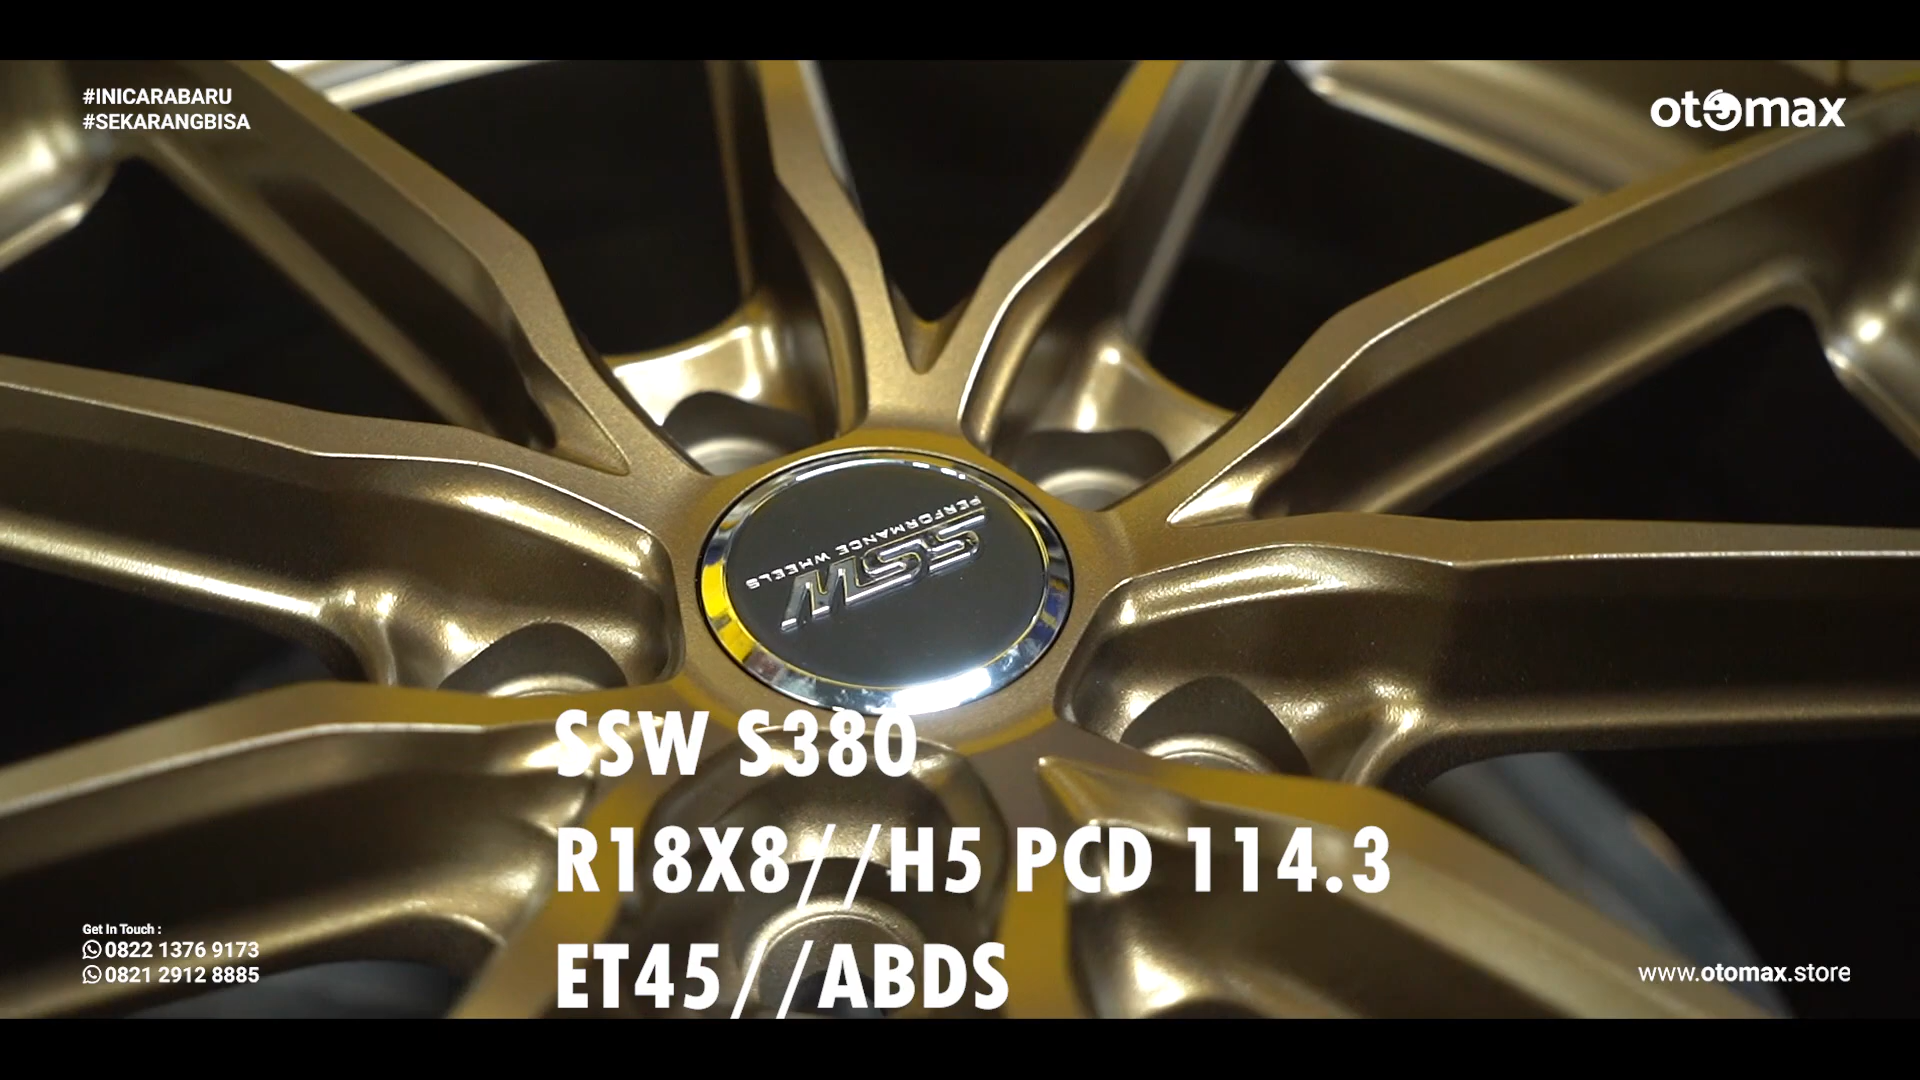 #INICARABARU
#SEKARANGBISA
otomax
SSW
PERFORMANCE WHEELS
SSW S380
R18X8//H5 PCD 114.3
ET45//ABDS
Get In Touch :
0822 1376 9173
0821 2912 8885
www.otomax.store